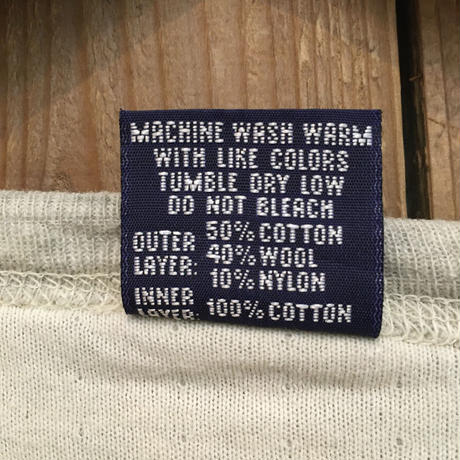 MACHINE WASH WARM
WITH LIKE COLORS
TUMBLE DRY LOW
DO NOT BLEACH
OUTER LAYER: 50% COTTON
40% WOOL
10% NYLON
INNER LAYER: 100% COTTON